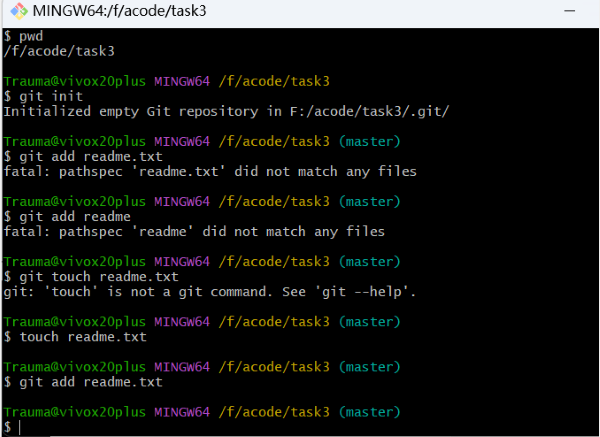 MINGW64:/f/acode/task3
$ pwd
/f/acode/task3
Trauma@vivox20plus MINGW64 /f/acode/task3
$ git init
Initialized empty Git repository in F:/acode/task3/.git/
Trauma@vivox20plus MINGW64 /f/acode/task3 (master)
$ git add readme.txt
fatal: pathspec 'readme.txt' did not match any files
Trauma@vivox20plus MINGW64 /f/acode/task3 (master)
$ git add readme
fatal: pathspec 'readme' did not match any files
Trauma@vivox20plus MINGW64 /f/acode/task3 (master)
$ git touch readme.txt
git: 'touch' is not a git command. See 'git --help'.
Trauma@vivox20plus MINGW64 /f/acode/task3 (master)
$ touch readme.txt
Trauma@vivox20plus MINGW64 /f/acode/task3 (master)
$ git add readme.txt
Trauma@vivox20plus MINGW64 /f/acode/task3 (master)
$